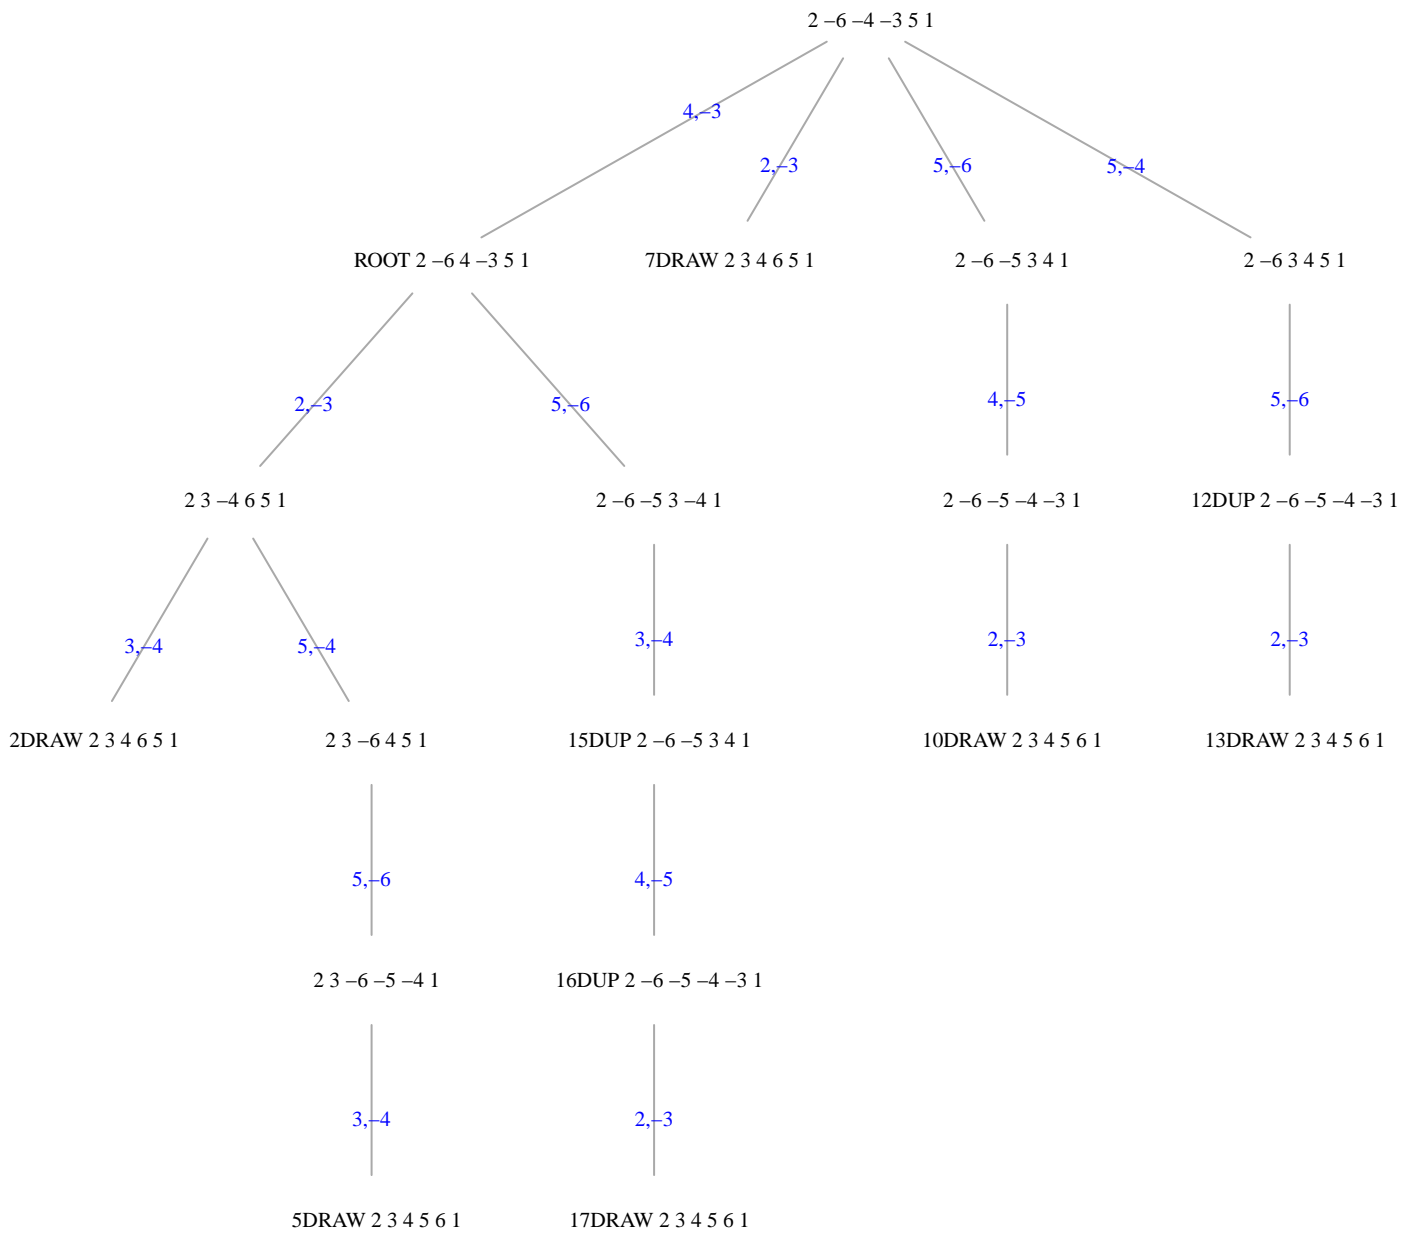 2 –6 –4 –3 5 1
4,–3
2,–3
5,–6
5,–4
ROOT 2 –6 4 –3 5 1
7DRAW 2 3 4 6 5 1
2 –6 –5 3 4 1
2 –6 3 4 5 1
2,–3
5,–6
4,–5
5,–6
2 3 –4 6 5 1
2 –6 –5 3 –4 1
2 –6 –5 –4 –3 1
12DUP 2 –6 –5 –4 –3 1
3,–4
5,–4
3,–4
2,–3
2,–3
2DRAW 2 3 4 6 5 1
2 3 –6 4 5 1
15DUP 2 –6 –5 3 4 1
10DRAW 2 3 4 5 6 1
13DRAW 2 3 4 5 6 1
5,–6
4,–5
2 3 –6 –5 –4 1
16DUP 2 –6 –5 –4 –3 1
3,–4
2,–3
5DRAW 2 3 4 5 6 1
17DRAW 2 3 4 5 6 1